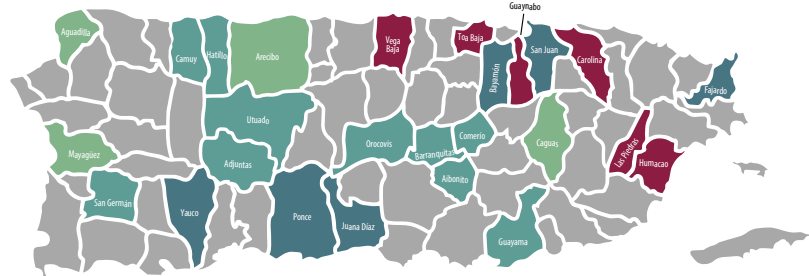 Guaynabo
Aguadilla
Camuy
Hatillo
Arecibo
Vega
Baja
Toa Baja
Bayamón
San Juan
Carolina
Fajardo
Utuado
Orocovis
Barranquitas
Comerío
Caguas
Las Piedras
Humacao
Mayagüez
Adjuntas
Aibonito
San Germán
Yauco
Ponce
Juana Díaz
Guayama